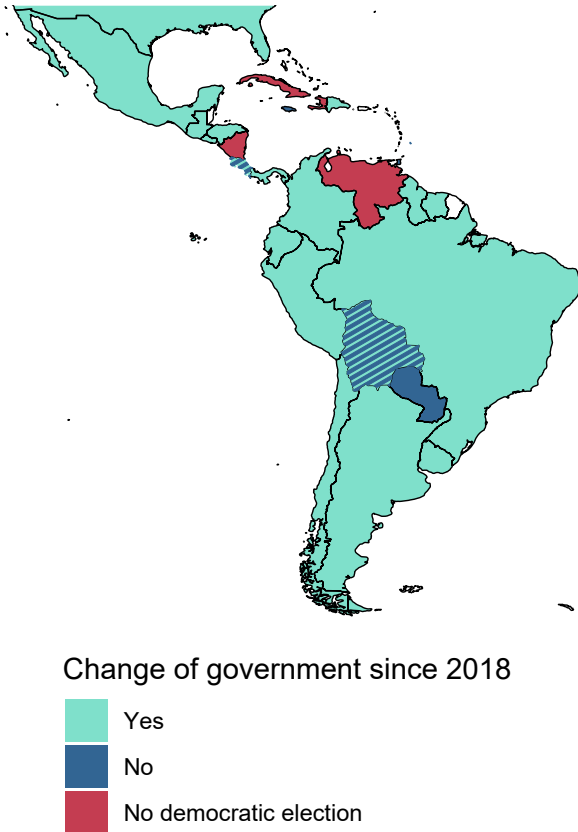 Change of government since 2018
Yes
No
No democratic election